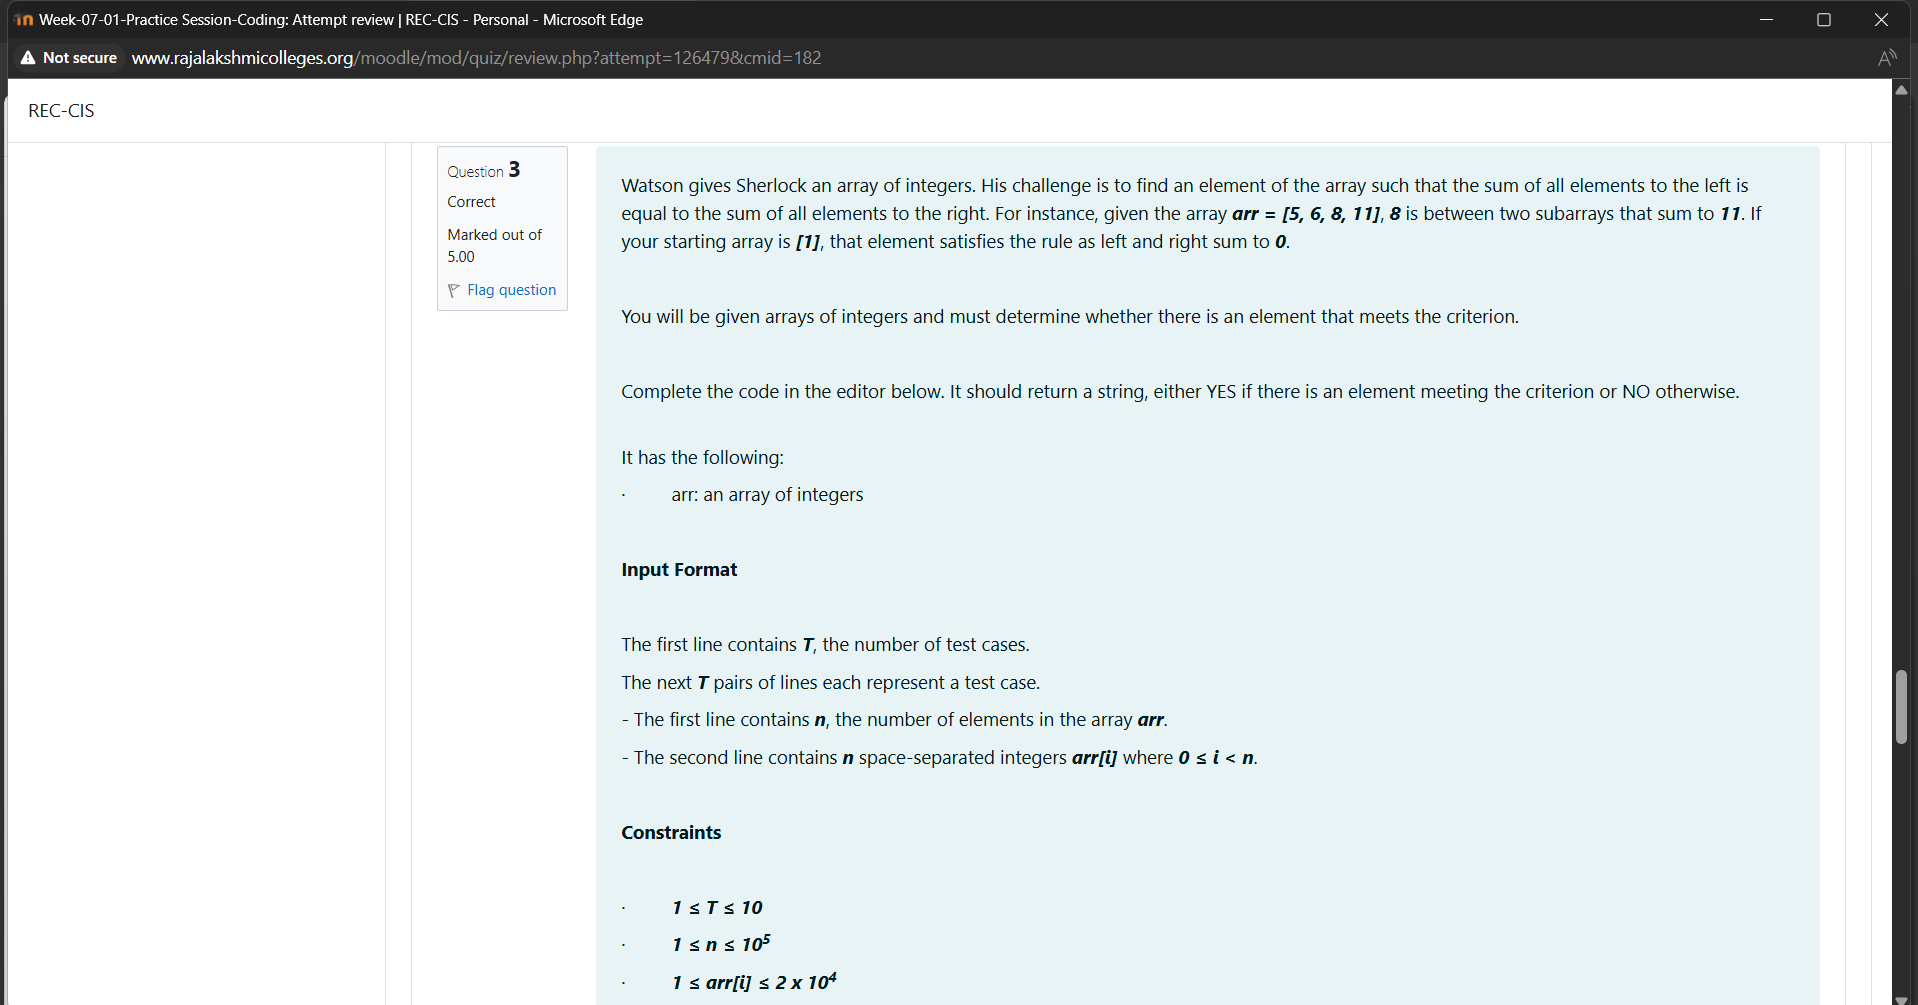 Week-07-01-Practice Session-Coding: Attempt review | REC-CIS - Personal - Microsoft Edge
Not secure www.rajalakshmicolleges.org/moodle/mod/quiz/review.php?attempt=126479&cmid=182
REC-CIS
Question 3
Correct
Marked out of
5.00
Flag question
Watson gives Sherlock an array of integers. His challenge is to find an element of the array such that the sum of all elements to the left is
equal to the sum of all elements to the right. For instance, given the array arr = [5, 6, 8, 11], 8 is between two subarrays that sum to 11. If
your starting array is [1], that element satisfies the rule as left and right sum to 0.
You will be given arrays of integers and must determine whether there is an element that meets the criterion.
Complete the code in the editor below. It should return a string, either YES if there is an element meeting the criterion or NO otherwise.
It has the following:
· arr: an array of integers
Input Format
The first line contains T, the number of test cases.
The next T pairs of lines each represent a test case.
- The first line contains n, the number of elements in the array arr.
- The second line contains n space-separated integers arr[i] where 0 ≤ i < n.
Constraints
· 1 ≤ T ≤ 10
· 1 ≤ n ≤ 10⁵
· 1 ≤ arr[i] ≤ 2 x 10⁴